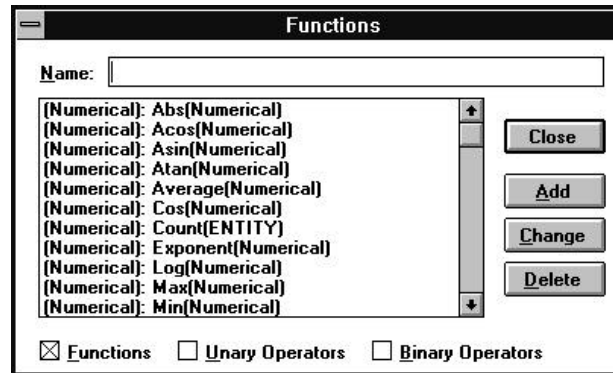 Functions
Name:
(Numerical): Abs(Numerical)
(Numerical): Acos(Numerical)
(Numerical): Asin(Numerical)
(Numerical): Atan(Numerical)
(Numerical): Average(Numerical)
(Numerical): Cos(Numerical)
(Numerical): Count(ENTITY)
(Numerical): Exponent(Numerical)
(Numerical): Log(Numerical)
(Numerical): Max(Numerical)
(Numerical): Min(Numerical)
Close
Add
Change
Delete
Functions Unary Operators Binary Operators